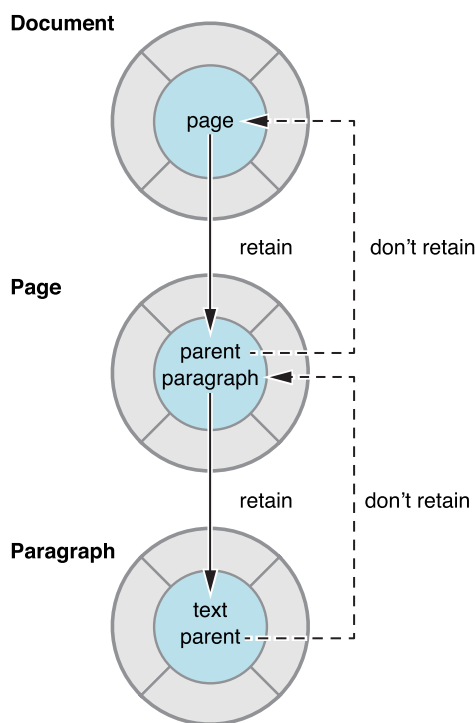 Document
page
retain
don’t retain
Page
parent
paragraph
retain
don’t retain
Paragraph
text
parent